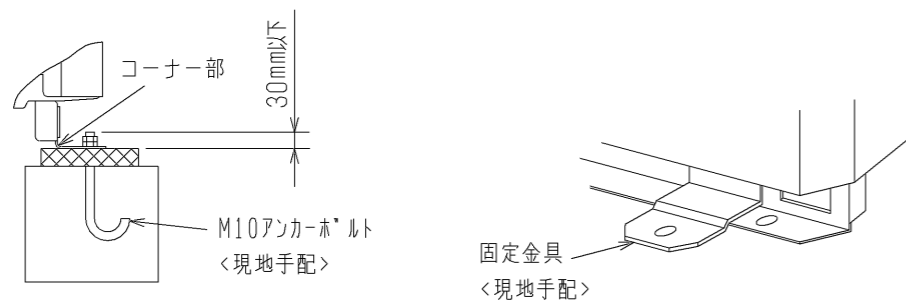 コーナー部
30mm以下
M10アンカーボルト
<現地手配>
固定金具
<現地手配>